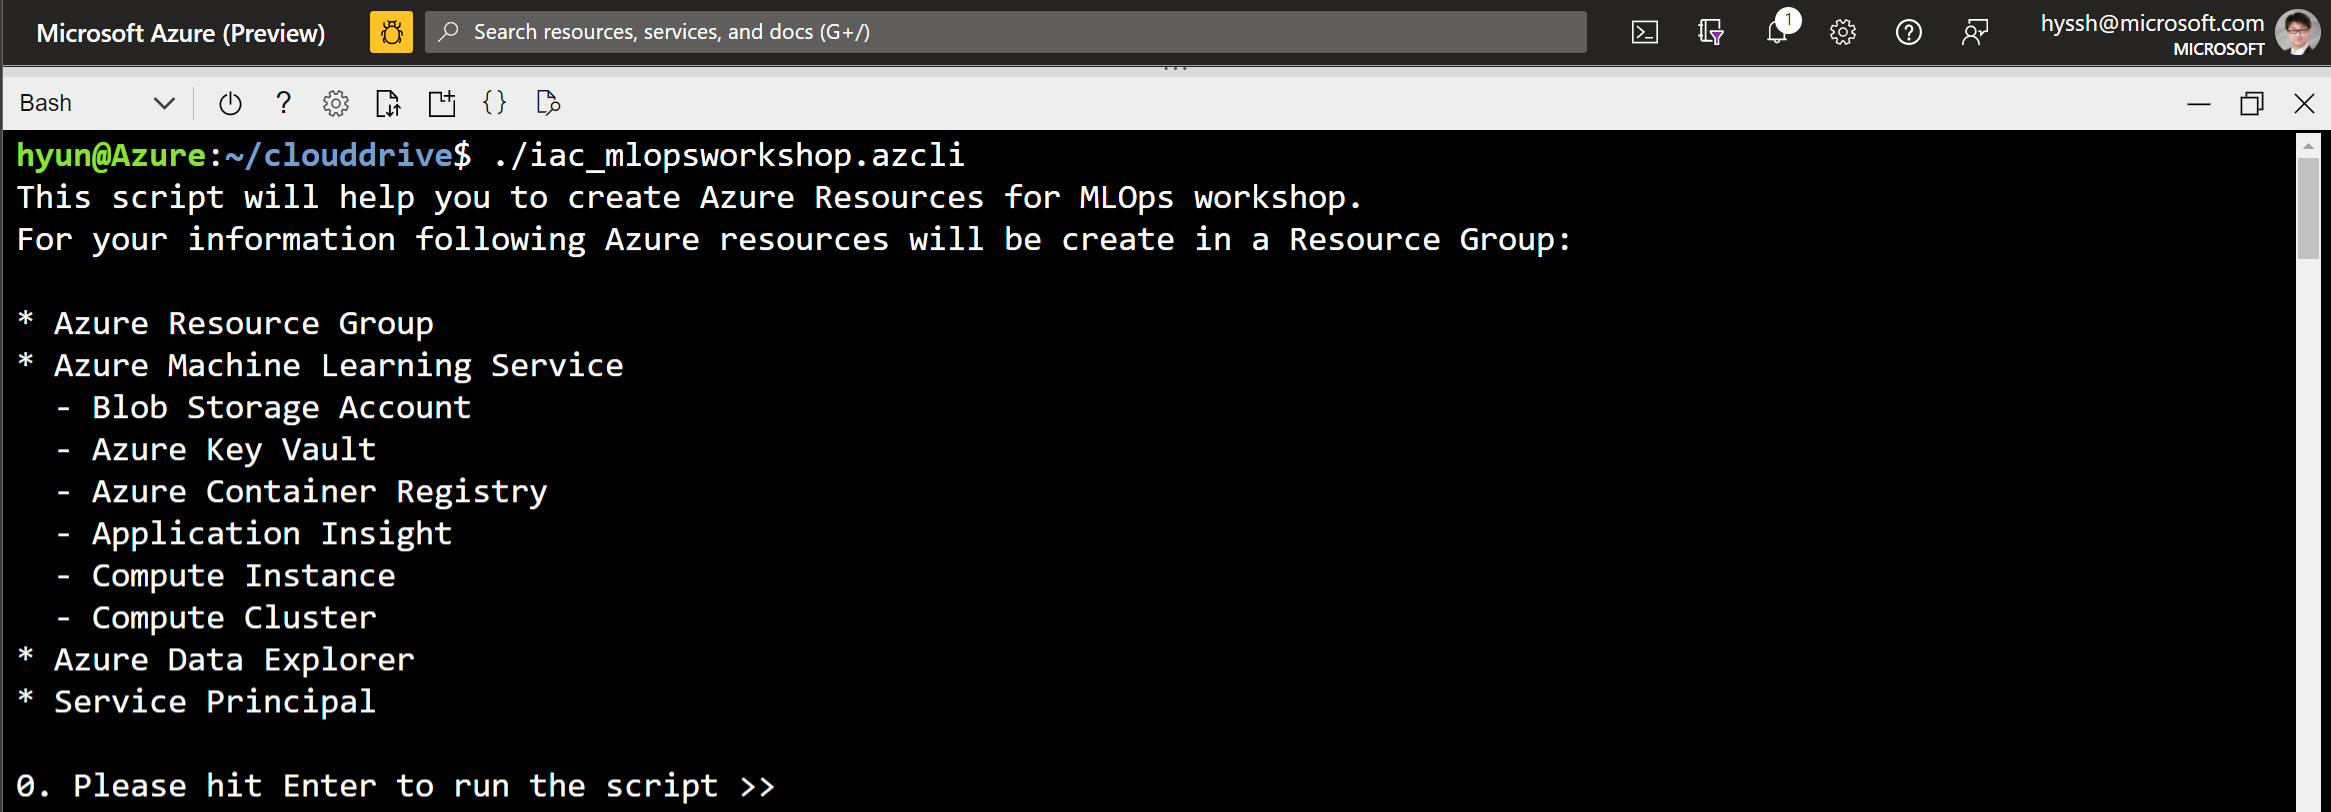 Microsoft Azure (Preview)
Search resources, services, and docs (G+/)
1
hyssh@microsoft.com
MICROSOFT
Bash
hyun@Azure:~/clouddrive$ ./iac_mlopsworkshop.azcli
This script will help you to create Azure Resources for MLOps workshop.
For your information following Azure resources will be create in a Resource Group:
* Azure Resource Group
* Azure Machine Learning Service
- Blob Storage Account
- Azure Key Vault
- Azure Container Registry
- Application Insight
- Compute Instance
- Compute Cluster
* Azure Data Explorer
* Service Principal
0. Please hit Enter to run the script >>